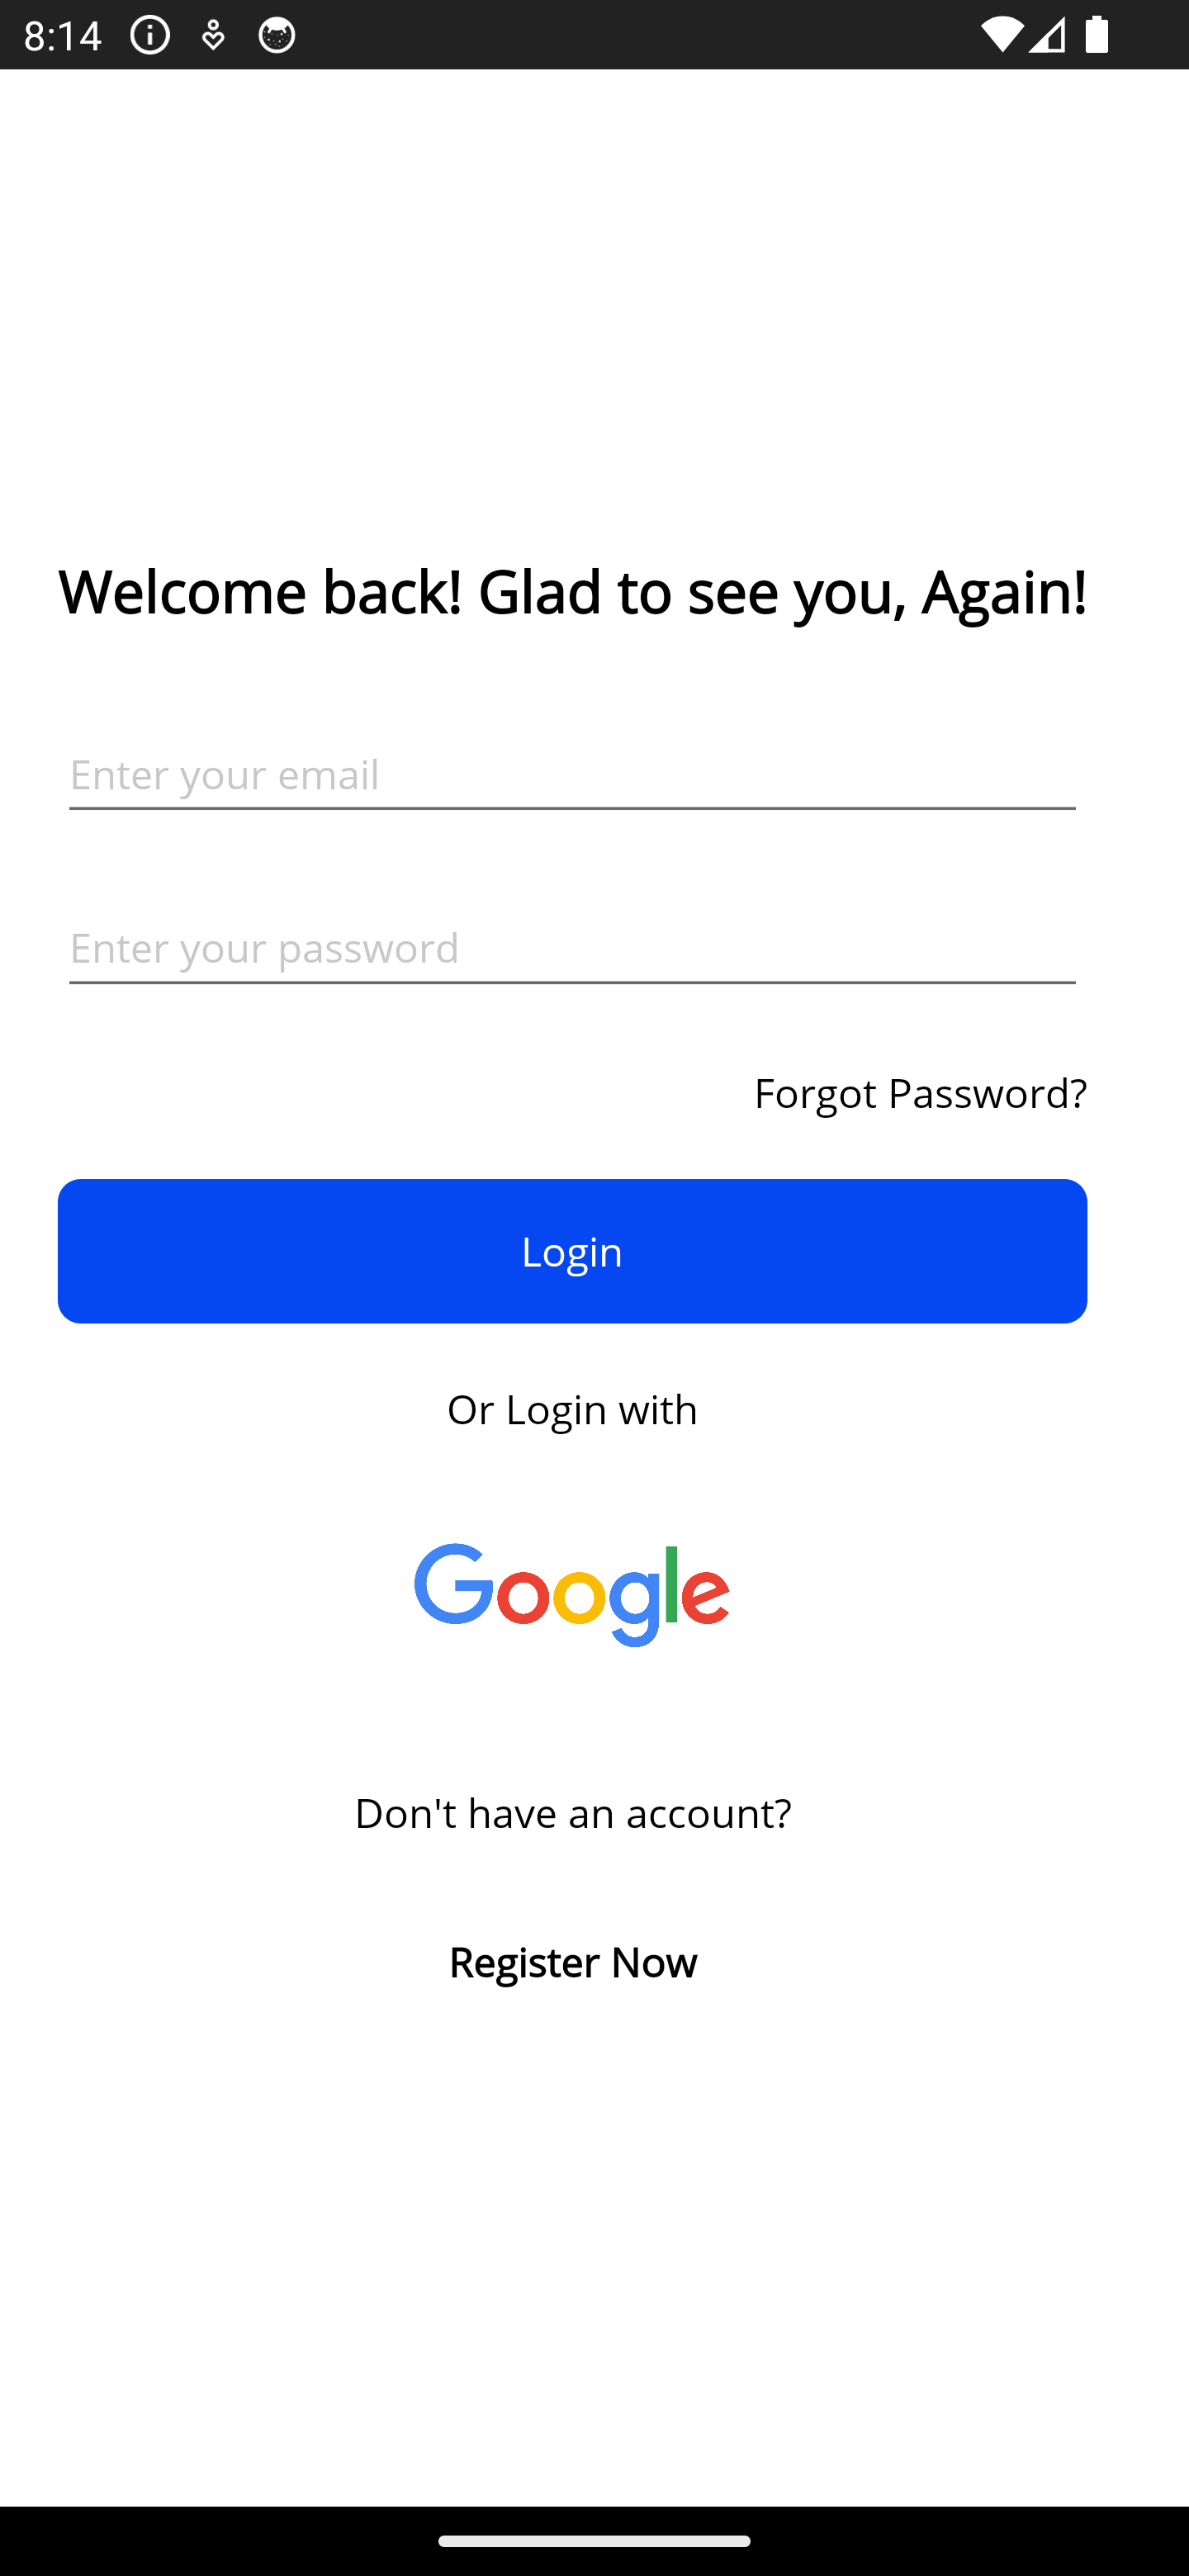 8:14
Welcome back! Glad to see you, Again!
Enter your email
Enter your password
Forgot Password?
Login
Or Login with
Google
Don't have an account?
Register Now